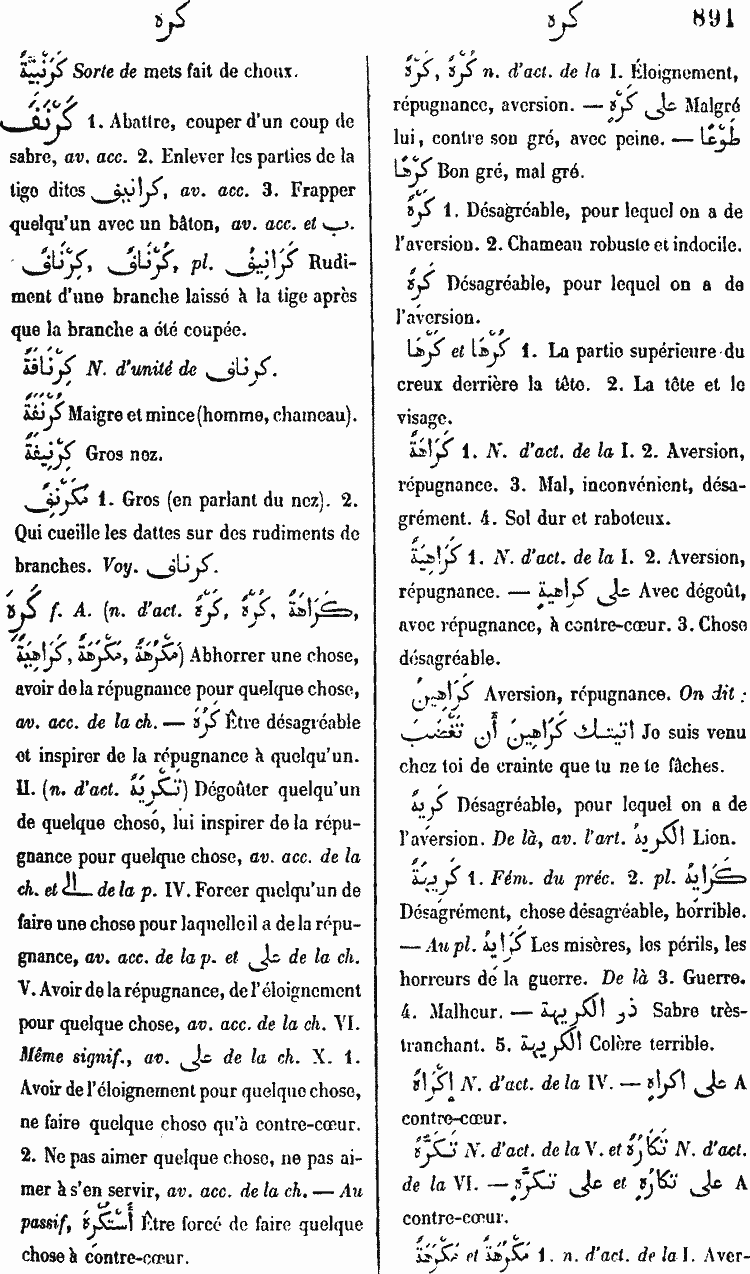 كره
كره
891
كَرَنْبِيَّةٌ Sorte de mets fait de choux.
كَرْنَفَ 1. Abattre, couper d'un coup de
sabre, av. acc. 2. Enlever les parties de la
tige dites كرانيف, av. acc. 3. Frapper
quelqu'un avec un bâton, av. acc. et ب.
كِرْنَافٌ, كُرْنَافٌ, pl. كَرَانِيفُ Rudi-
ment d'une branche laissé à la tige après
que la branche a été coupée.
كِرْنَافَةٌ N. d'unité de كرناف.
كَرْنَفَةٌ Maigre et mince (homme, chameau).
كِرْنِيفَةٌ Gros nez.
مُكَرْنِفٌ 1. Gros (en parlant du nez). 2.
Qui cueille les dattes sur des rudiments de
branches. Voy. كرناف.
كَرِهَ f. A. (n. d'act. كَرْهٌ, كُرْهٌ, كَرَاهَةٌ,
كَرَاهِيَةٌ, مَكْرَهَةٌ, مَكْرُهَةٌ) Abhorrer une chose,
avoir de la répugnance pour quelque chose,
av. acc. de la ch. — كَرُهَ Être désagréable
et inspirer de la répugnance à quelqu'un.
II. (n. d'act. تَكْرِيهٌ) Dégoûter quelqu'un
de quelque chose, lui inspirer de la répu-
gnance pour quelque chose, av. acc. de la
ch. et الى de la p. IV. Forcer quelqu'un de
faire une chose pour laquelle il a de la répu-
gnance, av. acc. de la p. et على de la ch.
V. Avoir de la répugnance, de l'éloignement
pour quelque chose, av. acc. de la ch. VI.
Même signif., av. على de la ch. X. 1.
Avoir de l'éloignement pour quelque chose,
ne faire quelque chose qu'à contre-cœur.
2. Ne pas aimer quelque chose, ne pas ai-
mer à s'en servir, av. acc. de la ch. — Au
passif, أُسْتُكْرِهَ Être forcé de faire quelque
chose à contre-cœur.
كَرْهٌ, كُرْهٌ n. d'act. de la I. Éloignement,
répugnance, aversion. — على كُرْهٍ Malgré
lui, contre son gré, avec peine. — طَوْعًا
كَرْهًا Bon gré, mal gré.
كَرْهٌ 1. Désagréable, pour lequel on a de
l'aversion. 2. Chameau robuste et indocile.
كَرِهٌ Désagréable, pour lequel on a de
l'aversion.
كَرْهَا et كَرْهَاءُ 1. La partie supérieure du
creux derrière la tête. 2. La tête et le
visage.
كَرَاهَةٌ 1. N. d'act. de la I. 2. Aversion,
répugnance. 3. Mal, inconvénient, désa-
grément. 4. Sol dur et raboteux.
كَرَاهِيَةٌ 1. N. d'act. de la I. 2. Aversion,
répugnance. — على كراهيةٍ Avec dégoût,
avec répugnance, à contre-cœur. 3. Chose
désagréable.
كَرَاهِينٌ Aversion, répugnance. On dit :
اتيتك كَرَاهِينَ أَن تَغْضَبَ Je suis venu
chez toi de crainte que tu ne te fâches.
كَرِيهٌ Désagréable, pour lequel on a de
l'aversion. De là, av. l'art. الكريهُ Lion.
كَرِيهَةٌ 1. Fém. du préc. 2. pl. كَرَايِهُ
Désagrément, chose désagréable, horrible.
— Au pl. كَرَايِهُ Les misères, les périls, les
horreurs de la guerre. De là 3. Guerre.
4. Malheur. — ذو الكريهة Sabre très-
tranchant. 5. الكريهة Colère terrible.
إِكْرَاهٌ N. d'act. de la IV. — على اكراهٍ A
contre-cœur.
تَكَرُّهٌ N. d'act. de la V. et تَكَارُهٌ N. d'act.
de la VI. — على تكرُّهٍ et على تكارُهٍ A
contre-cœur.
مَكْرَهَةٌ et مَكْرُهَةٌ 1. n. d'act. de la I. Aver-